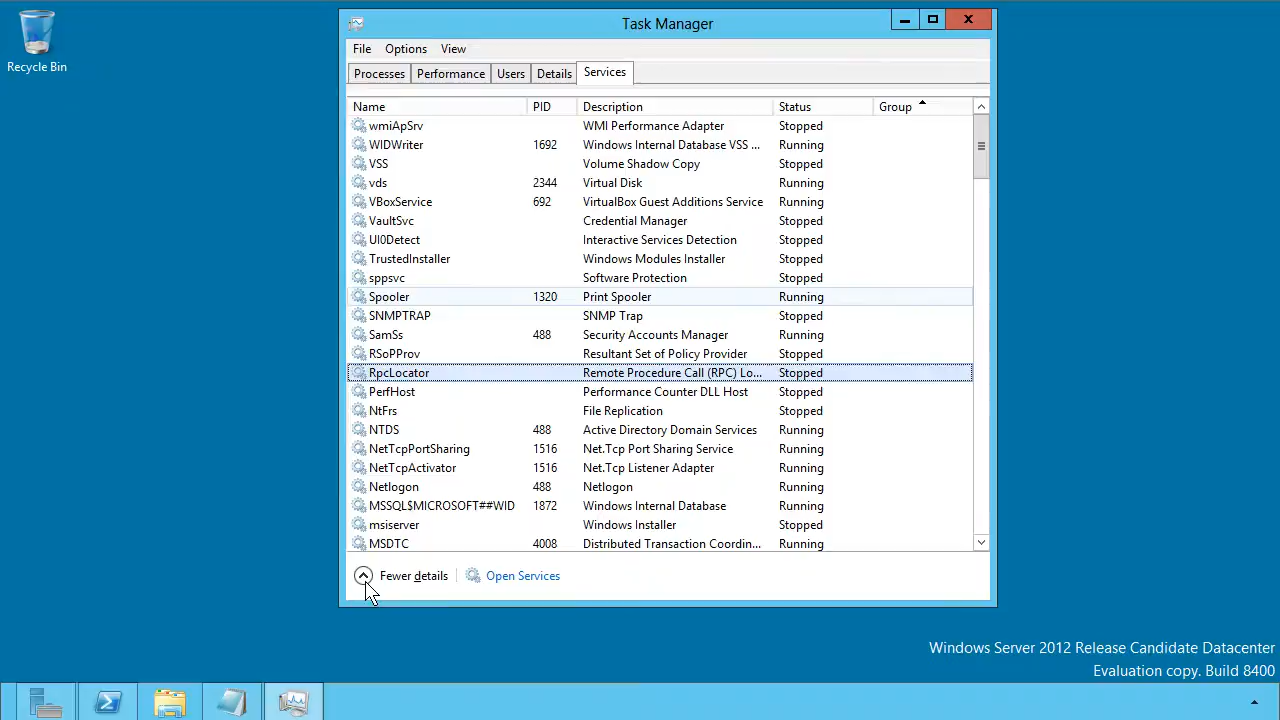 Recycle Bin
Task Manager
File Options View
Processes Performance Users Details Services
Name PID Description Status Group
wmiApSrv WMI Performance Adapter Stopped
WIDWriter 1692 Windows Internal Database VSS ... Running
VSS Volume Shadow Copy Stopped
vds 2344 Virtual Disk Running
VBoxService 692 VirtualBox Guest Additions Service Running
VaultSvc Credential Manager Stopped
UI0Detect Interactive Services Detection Stopped
TrustedInstaller Windows Modules Installer Stopped
sppsvc Software Protection Stopped
Spooler 1320 Print Spooler Running
SNMPTRAP SNMP Trap Stopped
SamSs 488 Security Accounts Manager Running
RSoPProv Resultant Set of Policy Provider Stopped
RpcLocator Remote Procedure Call (RPC) Lo... Stopped
PerfHost Performance Counter DLL Host Stopped
NtFrs File Replication Stopped
NTDS 488 Active Directory Domain Services Running
NetTcpPortSharing 1516 Net.Tcp Port Sharing Service Running
NetTcpActivator 1516 Net.Tcp Listener Adapter Running
Netlogon 488 Netlogon Running
MSSQL$MICROSOFT##WID 1872 Windows Internal Database Running
msiserver Windows Installer Stopped
MSDTC 4008 Distributed Transaction Coordin... Running
Fewer details Open Services
Windows Server 2012 Release Candidate Datacenter
Evaluation copy. Build 8400